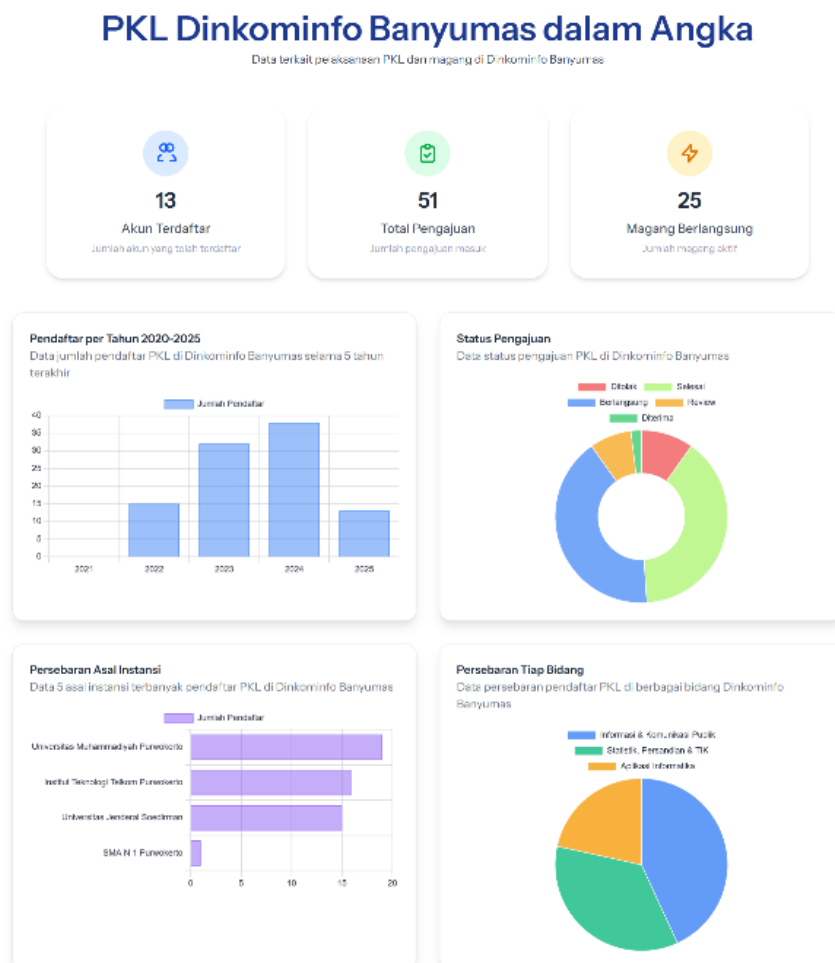 PKL Dinkominfo Banyumas dalam Angka
Data terkait pelaksanaan PKL dan magang di Dinkominfo Banyumas
13
Akun Terdaftar
Jumlah akun yang telah terdaftar
51
Total Pengajuan
Jumlah pengajuan masuk
25
Magang Berlangsung
Jumlah magang aktif
Pendaftar per Tahun 2020-2025
Data jumlah pendaftar PKL di Dinkominfo Banyumas selama 5 tahun
terakhir
Jumlah Pendaftar
40
35
30
25
20
15
10
5
0
2021 2022 2023 2024 2025
Status Pengajuan
Data status pengajuan PKL di Dinkominfo Banyumas
Ditolak Selesai
Berlangsung Review
Diterima
Persebaran Asal Instansi
Data 5 asal instansi terbanyak pendaftar PKL di Dinkominfo Banyumas
Jumlah Pendaftar
Universitas Muhammadiyah Purwokerto
Institut Teknologi Telkom Purwokerto
Universitas Jenderal Soedirman
SMA N 1 Purwokerto
0 5 10 15 20
Persebaran Tiap Bidang
Data persebaran pendaftar PKL di berbagai bidang Dinkominfo
Banyumas
Informasi & Komunikasi Publik
Statistik, Persandian & TIK
Aplikasi Informatika